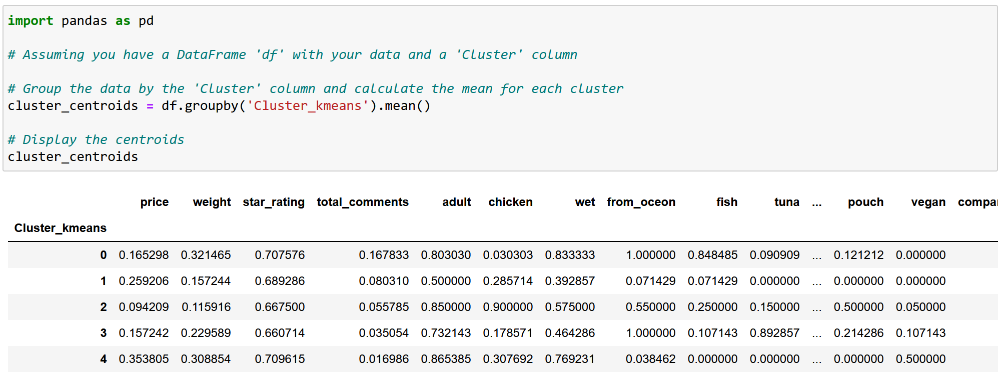 import pandas as pd
# Assuming you have a DataFrame 'df' with your data and a 'Cluster' column
# Group the data by the 'Cluster' column and calculate the mean for each cluster
cluster_centroids = df.groupby('Cluster_kmeans').mean()
# Display the centroids
cluster_centroids
price weight star_rating total_comments adult chicken wet from_oceon fish tuna ... pouch vegan compar
Cluster_kmeans
0 0.165298 0.321465 0.707576 0.167833 0.803030 0.030303 0.833333 1.000000 0.848485 0.090909 ... 0.121212 0.000000
1 0.259206 0.157244 0.689286 0.080310 0.500000 0.285714 0.392857 0.071429 0.071429 0.000000 ... 0.000000 0.000000
2 0.094209 0.115916 0.667500 0.055785 0.850000 0.900000 0.575000 0.550000 0.250000 0.150000 ... 0.500000 0.050000
3 0.157242 0.229589 0.660714 0.035054 0.732143 0.178571 0.464286 1.000000 0.107143 0.892857 ... 0.214286 0.107143
4 0.353805 0.308854 0.709615 0.016986 0.865385 0.307692 0.769231 0.038462 0.000000 0.000000 ... 0.000000 0.500000